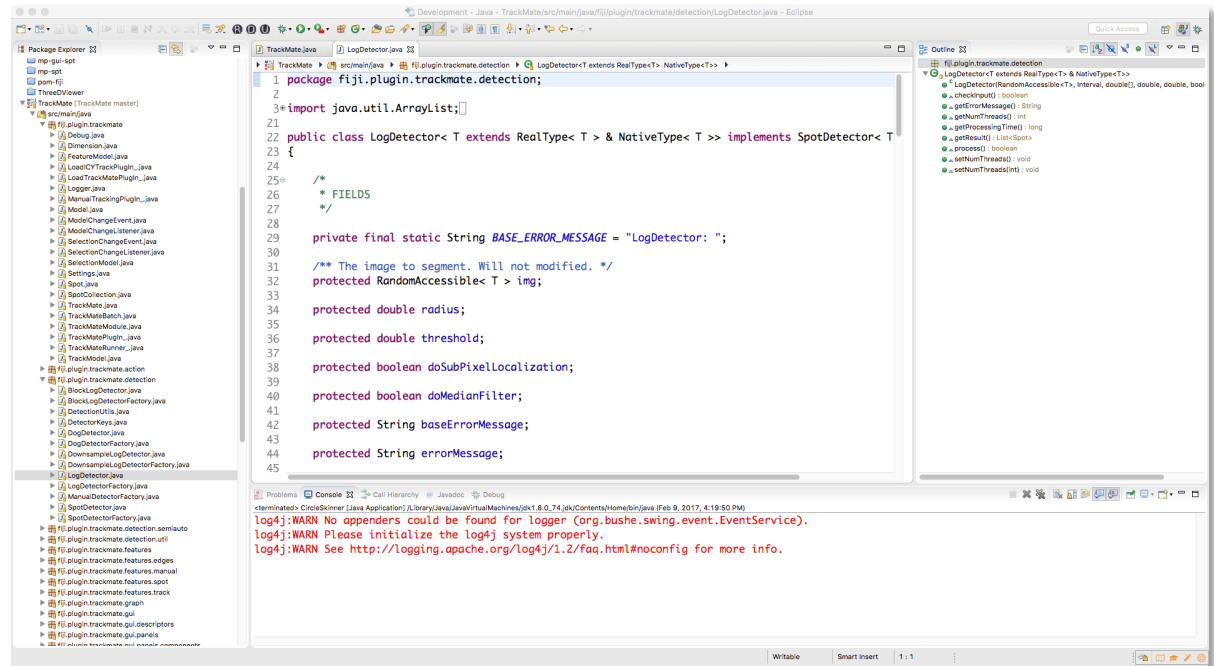 Development - Java - TrackMate/src/main/java/fiji/plugin/trackmate/detection/LogDetector.java - Eclipse
Quick Access
Package Explorer
mp-gui-spt
mp-spt
pom-fiji
ThreeDViewer
TrackMate [TrackMate master]
src/main/java
fiji.plugin.trackmate
Debug.java
Dimension.java
FeatureModel.java
LoadICYTrackPlugIn_.java
LoadTrackMatePlugIn_.java
Logger.java
ManualTrackingPlugIn_.java
Model.java
ModelChangeEvent.java
ModelChangeListener.java
SelectionChangeEvent.java
SelectionChangeListener.java
SelectionModel.java
Settings.java
Spot.java
SpotCollection.java
TrackMate.java
TrackMateBatch.java
TrackMateModule.java
TrackMatePlugIn_.java
TrackMateRunner_.java
TrackModel.java
fiji.plugin.trackmate.action
fiji.plugin.trackmate.detection
BlockLogDetector.java
BlockLogDetectorFactory.java
DetectionUtils.java
DetectorKeys.java
DogDetector.java
DogDetectorFactory.java
DownsampleLogDetector.java
DownsampleLogDetectorFactory.java
LogDetector.java
LogDetectorFactory.java
ManualDetectorFactory.java
SpotDetector.java
SpotDetectorFactory.java
fiji.plugin.trackmate.detection.semiauto
fiji.plugin.trackmate.detection.util
fiji.plugin.trackmate.features
fiji.plugin.trackmate.features.edges
fiji.plugin.trackmate.features.manual
fiji.plugin.trackmate.features.spot
fiji.plugin.trackmate.features.track
fiji.plugin.trackmate.graph
fiji.plugin.trackmate.gui
fiji.plugin.trackmate.gui.descriptors
fiji.plugin.trackmate.gui.panels
fiji.plugin.trackmate.gui.panels.components
TrackMate.java LogDetector.java
TrackMate src/main/java fiji.plugin.trackmate.detection LogDetector<T extends RealType<T> NativeType<T>>
1 package fiji.plugin.trackmate.detection;
2
3 import java.util.ArrayList;
21
22 public class LogDetector< T extends RealType< T > & NativeType< T >> implements SpotDetector< T
23 {
24
25 /*
26 * FIELDS
27 */
28
29 private final static String BASE_ERROR_MESSAGE = "LogDetector: ";
30
31 /** The image to segment. Will not modified. */
32 protected RandomAccessible< T > img;
33
34 protected double radius;
35
36 protected double threshold;
37
38 protected boolean doSubPixelLocalization;
39
40 protected boolean doMedianFilter;
41
42 protected String baseErrorMessage;
43
44 protected String errorMessage;
45
Problems Console Call Hierarchy Javadoc Debug
<terminated> CircleSkinner [Java Application] /Library/Java/JavaVirtualMachines/jdk1.8.0_74.jdk/Contents/Home/bin/java (Feb 9, 2017, 4:19:50 PM)
log4j:WARN No appenders could be found for logger (org.bushe.swing.event.EventService).
log4j:WARN Please initialize the log4j system properly.
log4j:WARN See http://logging.apache.org/log4j/1.2/faq.html#noconfig for more info.
Outline
fiji.plugin.trackmate.detection
LogDetector<T extends RealType<T> & NativeType<T>>
LogDetector(RandomAccessible<T>, Interval, double[], double, double, bool
checkInput() : boolean
getErrorMessage() : String
getNumThreads() : int
getProcessingTime() : long
getResult() : List<Spot>
process() : boolean
setNumThreads() : void
setNumThreads(int) : void
Writable Smart Insert 1 : 1